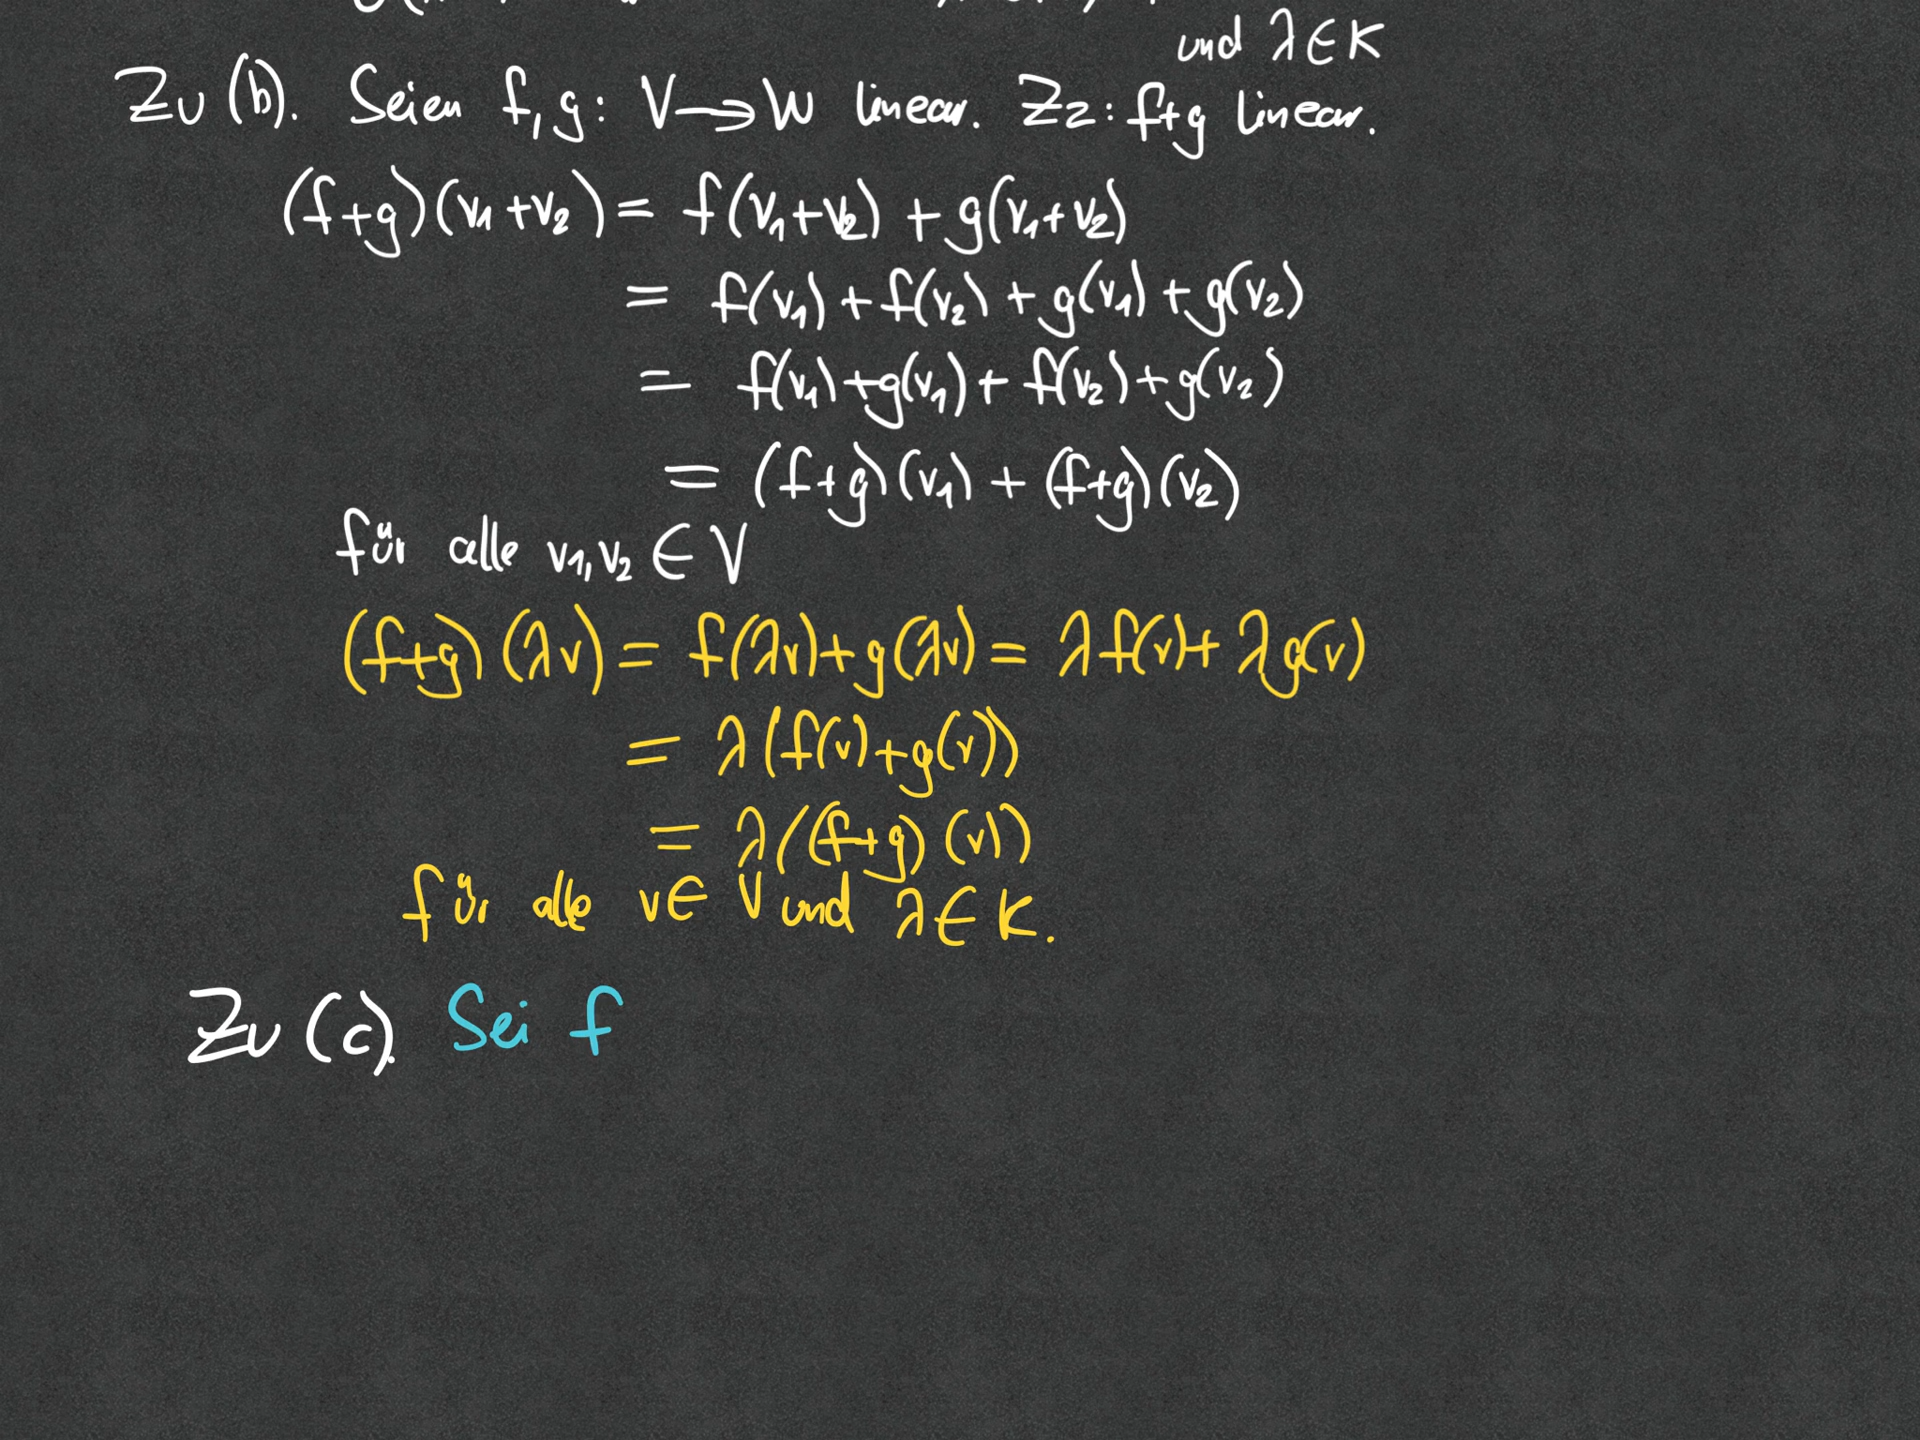 und λ ∈ K
Zu (b). Seien f, g: V → W linear. Zz: f+g linear.
(f+g)(v₁+v₂) = f(v₁+v₂) + g(v₁+v₂)
= f(v₁) + f(v₂) + g(v₁) + g(v₂)
= f(v₁) + g(v₁) + f(v₂) + g(v₂)
= (f+g)(v₁) + (f+g)(v₂)
für alle v₁, v₂ ∈ V
(f+g)(λv) = f(λv) + g(λv) = λf(v) + λg(v)
= λ(f(v)+g(v))
= λ((f+g)(v))
für alle v ∈ V und λ ∈ K.
Zu (c). Sei f